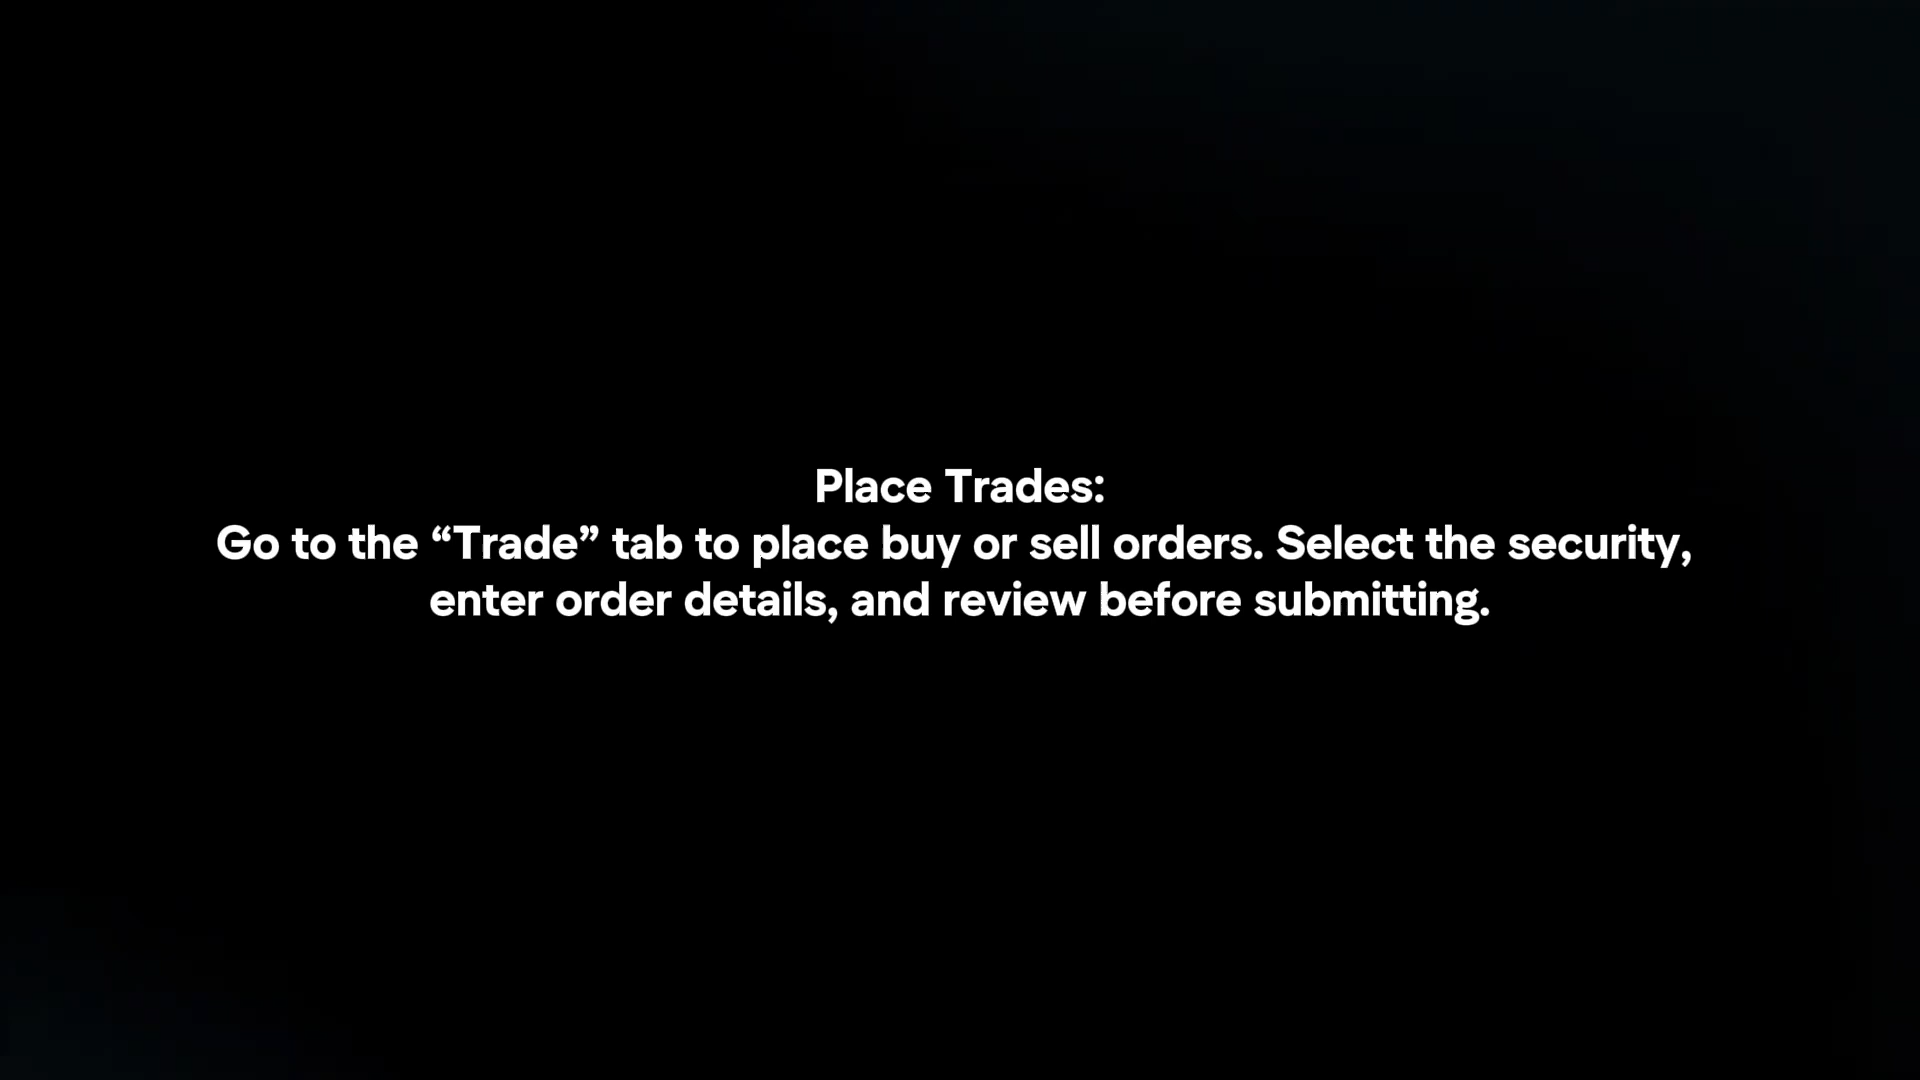 Place Trades:
Go to the “Trade” tab to place buy or sell orders. Select the security,
enter order details, and review before submitting.